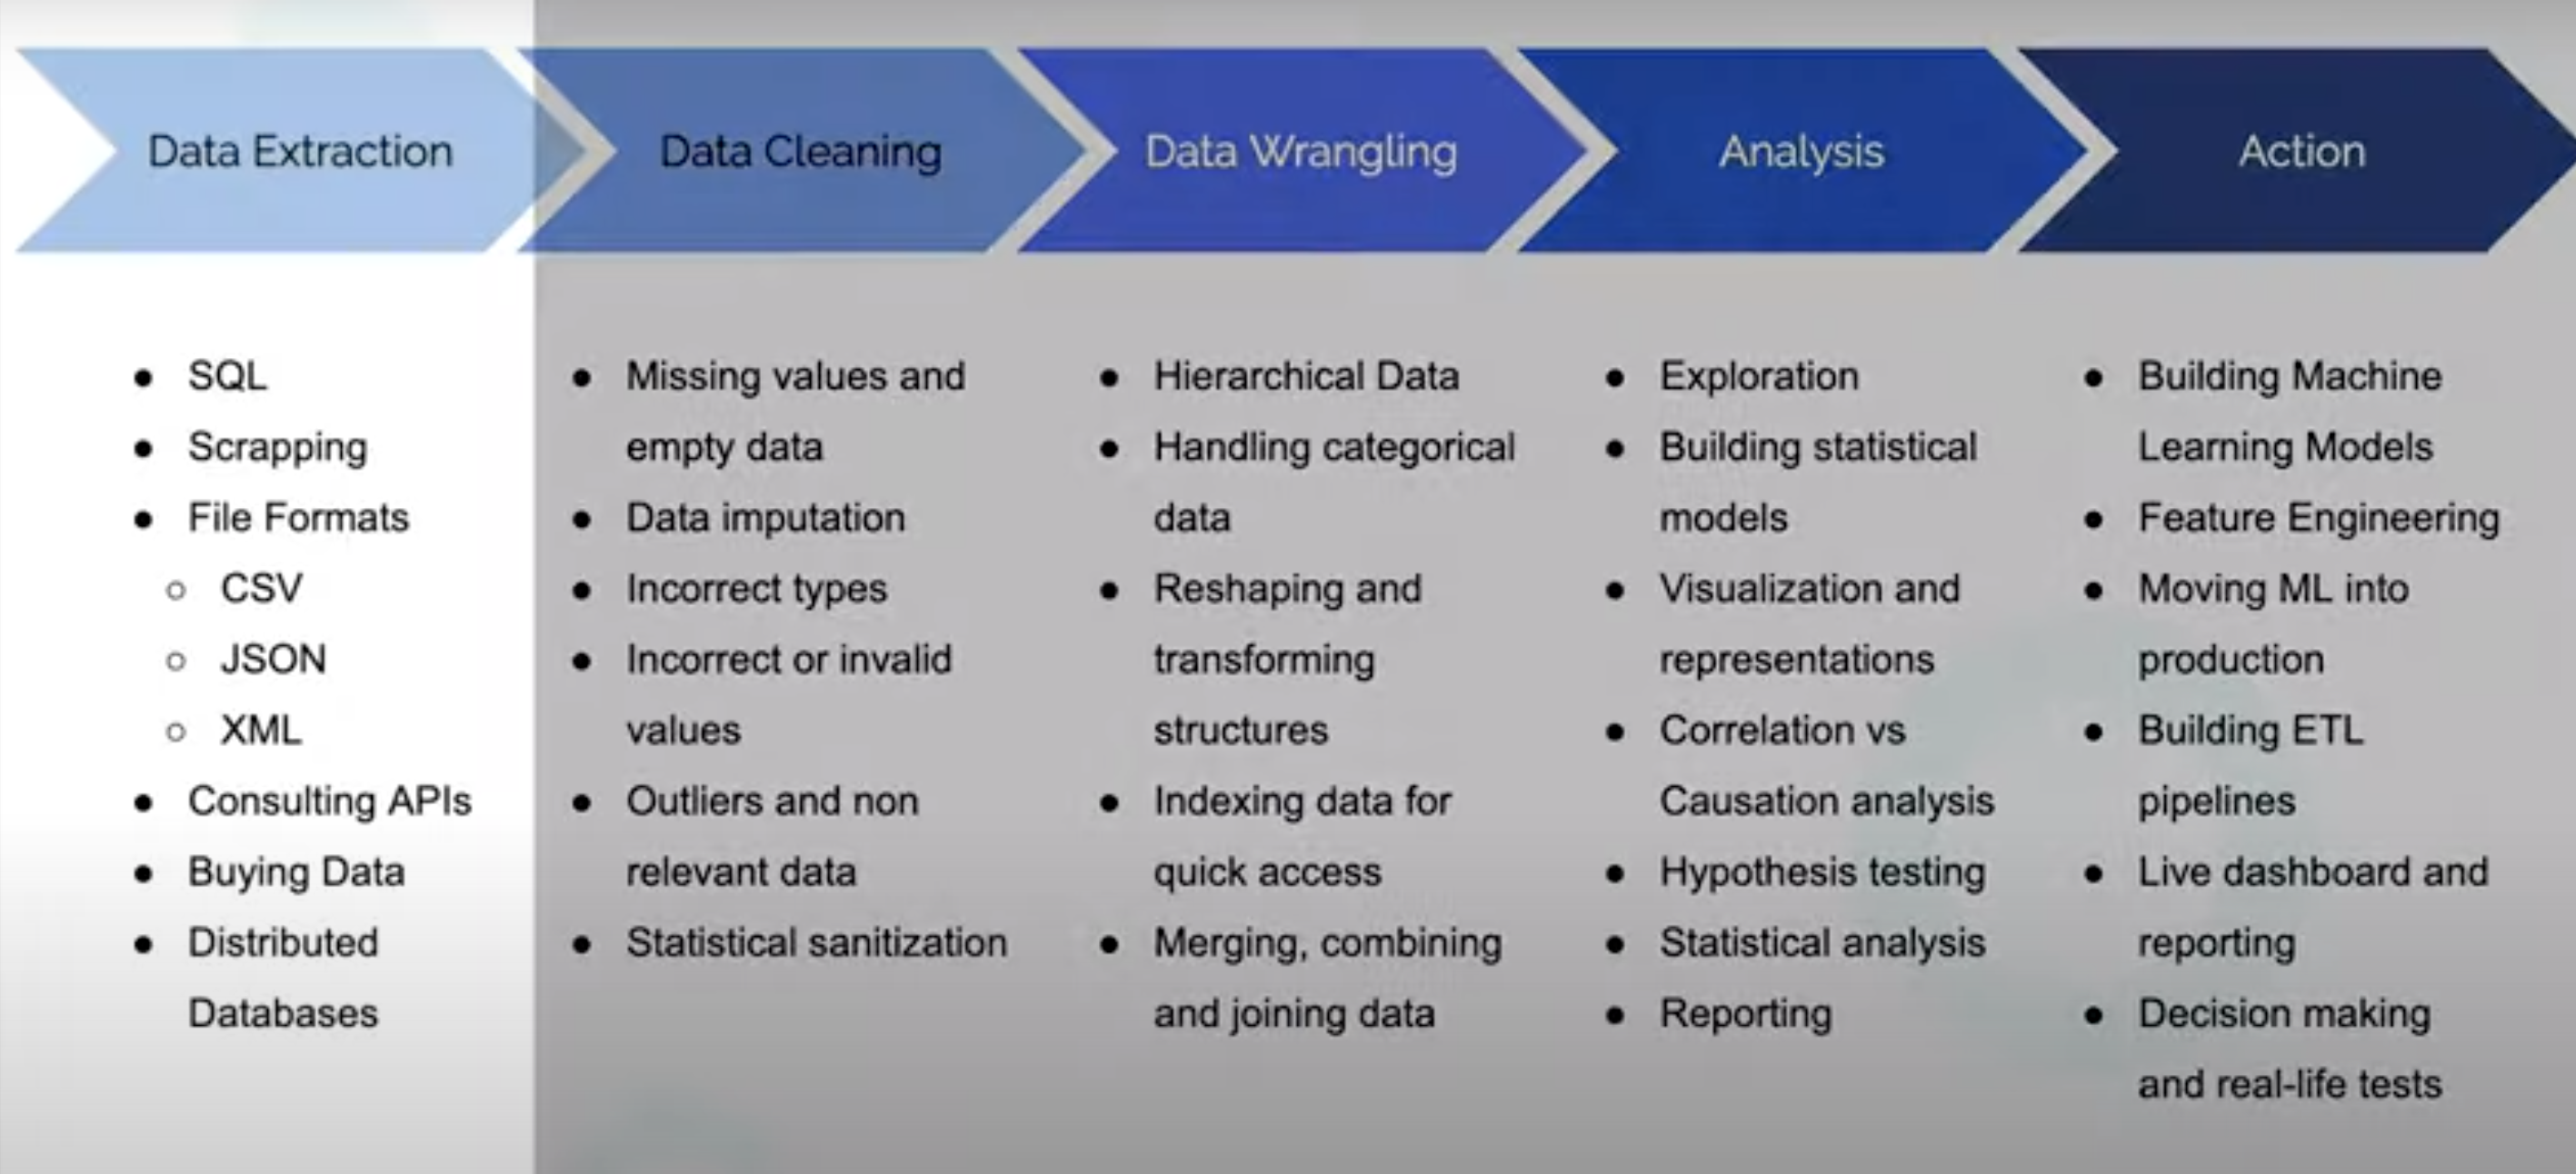 Data Extraction
Data Cleaning
Data Wrangling
Analysis
Action
● SQL
● Scrapping
● File Formats
○ CSV
○ JSON
○ XML
● Consulting APIs
● Buying Data
● Distributed
Databases
● Missing values and
empty data
● Data imputation
● Incorrect types
● Incorrect or invalid
values
● Outliers and non
relevant data
● Statistical sanitization
● Hierarchical Data
● Handling categorical
data
● Reshaping and
transforming
structures
● Indexing data for
quick access
● Merging, combining
and joining data
● Exploration
● Building statistical
models
● Visualization and
representations
● Correlation vs
Causation analysis
● Hypothesis testing
● Statistical analysis
● Reporting
● Building Machine
Learning Models
● Feature Engineering
● Moving ML into
production
● Building ETL
pipelines
● Live dashboard and
reporting
● Decision making
and real-life tests